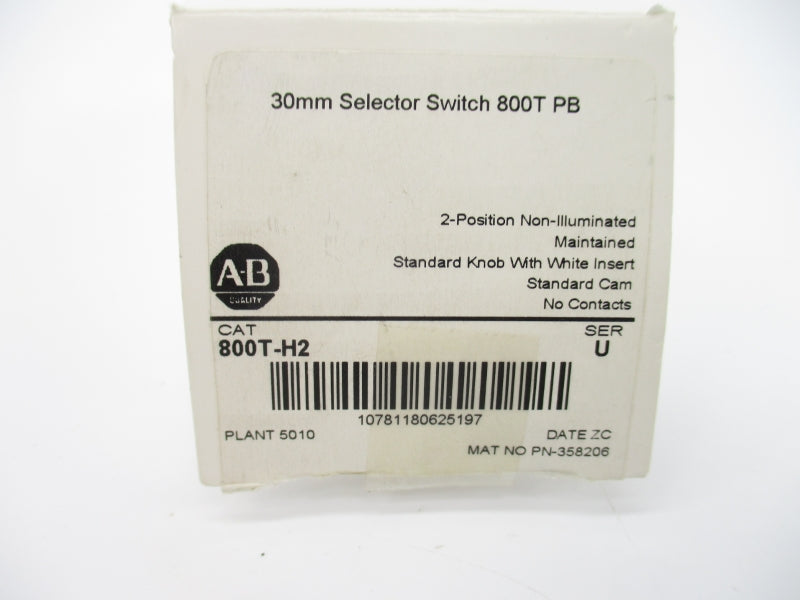 30mm Selector Switch 800T PB
2-Position Non-Illuminated
Maintained
Standard Knob With White Insert
Standard Cam
No Contacts
A-B
QUALITY
CAT SER
800T-H2 U
10781180625197
PLANT 5010 DATE ZC
MAT NO PN-358206